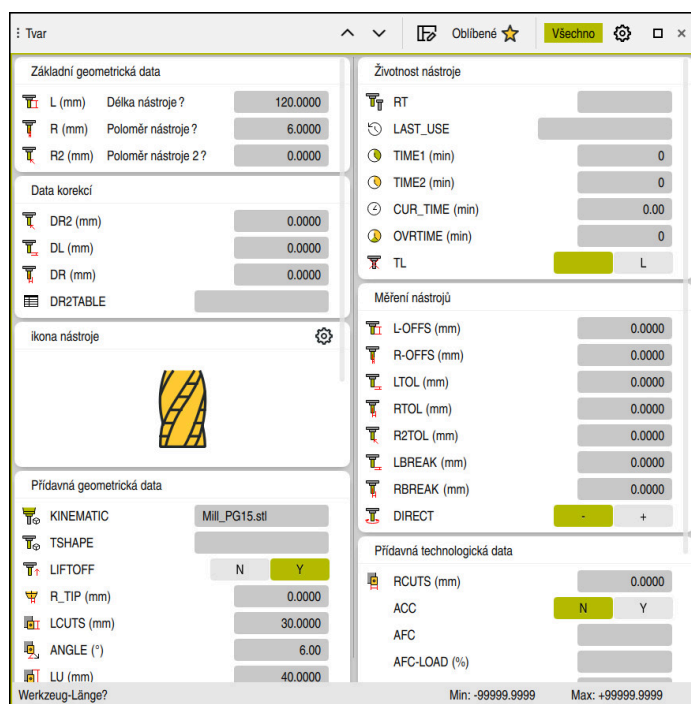 Tvar
Oblíbené
Všechno
Základní geometrická data
L (mm) Délka nástroje? 120.0000
R (mm) Poloměr nástroje? 6.0000
R2 (mm) Poloměr nástroje 2? 0.0000
Data korekcí
DR2 (mm) 0.0000
DL (mm) 0.0000
DR (mm) 0.0000
DR2TABLE
ikona nástroje
Přídavná geometrická data
KINEMATIC Mill_PG15.stl
TSHAPE
LIFTOFF N Y
R_TIP (mm) 0.0000
LCUTS (mm) 30.0000
ANGLE (°) 6.00
LU (mm) 40.0000
Životnost nástroje
RT
LAST_USE
TIME1 (min) 0
TIME2 (min) 0
CUR_TIME (min) 0.00
OVRTIME (min) 0
TL L
Měření nástrojů
L-OFFS (mm) 0.0000
R-OFFS (mm) 0.0000
LTOL (mm) 0.0000
RTOL (mm) 0.0000
R2TOL (mm) 0.0000
LBREAK (mm) 0.0000
RBREAK (mm) 0.0000
DIRECT - +
Přídavná technologická data
RCUTS (mm) 0.0000
ACC N Y
AFC
AFC-LOAD (%)
Werkzeug-Länge? Min: -99999.9999 Max: +99999.9999